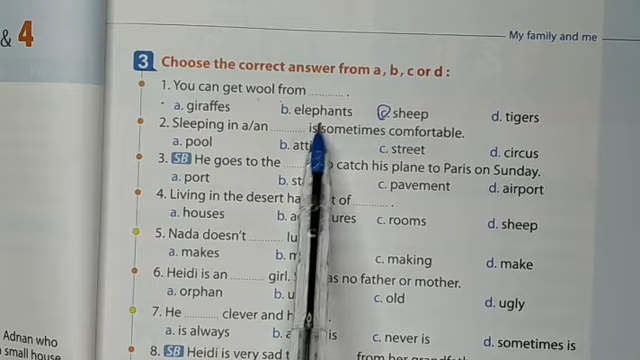 & 4
My family and me
3 Choose the correct answer from a, b, c or d :
1. You can get wool from ............ .
a. giraffes b. elephants c. sheep d. tigers
2. Sleeping in a/an ............ is sometimes comfortable.
a. pool b. atti c. street d. circus
3. SB He goes to the ............ catch his plane to Paris on Sunday.
a. port b. st c. pavement d. airport
4. Living in the desert ha t of ............ .
a. houses b. a ures c. rooms d. sheep
5. Nada doesn't ............ lu
a. makes b. m c. making d. make
6. Heidi is an ............ girl. as no father or mother.
a. orphan b. u c. old d. ugly
7. He ............ clever and h .
a. is always b. a is c. never is d. sometimes is
8. SB Heidi is very sad t from her grandf
Adnan who
small house